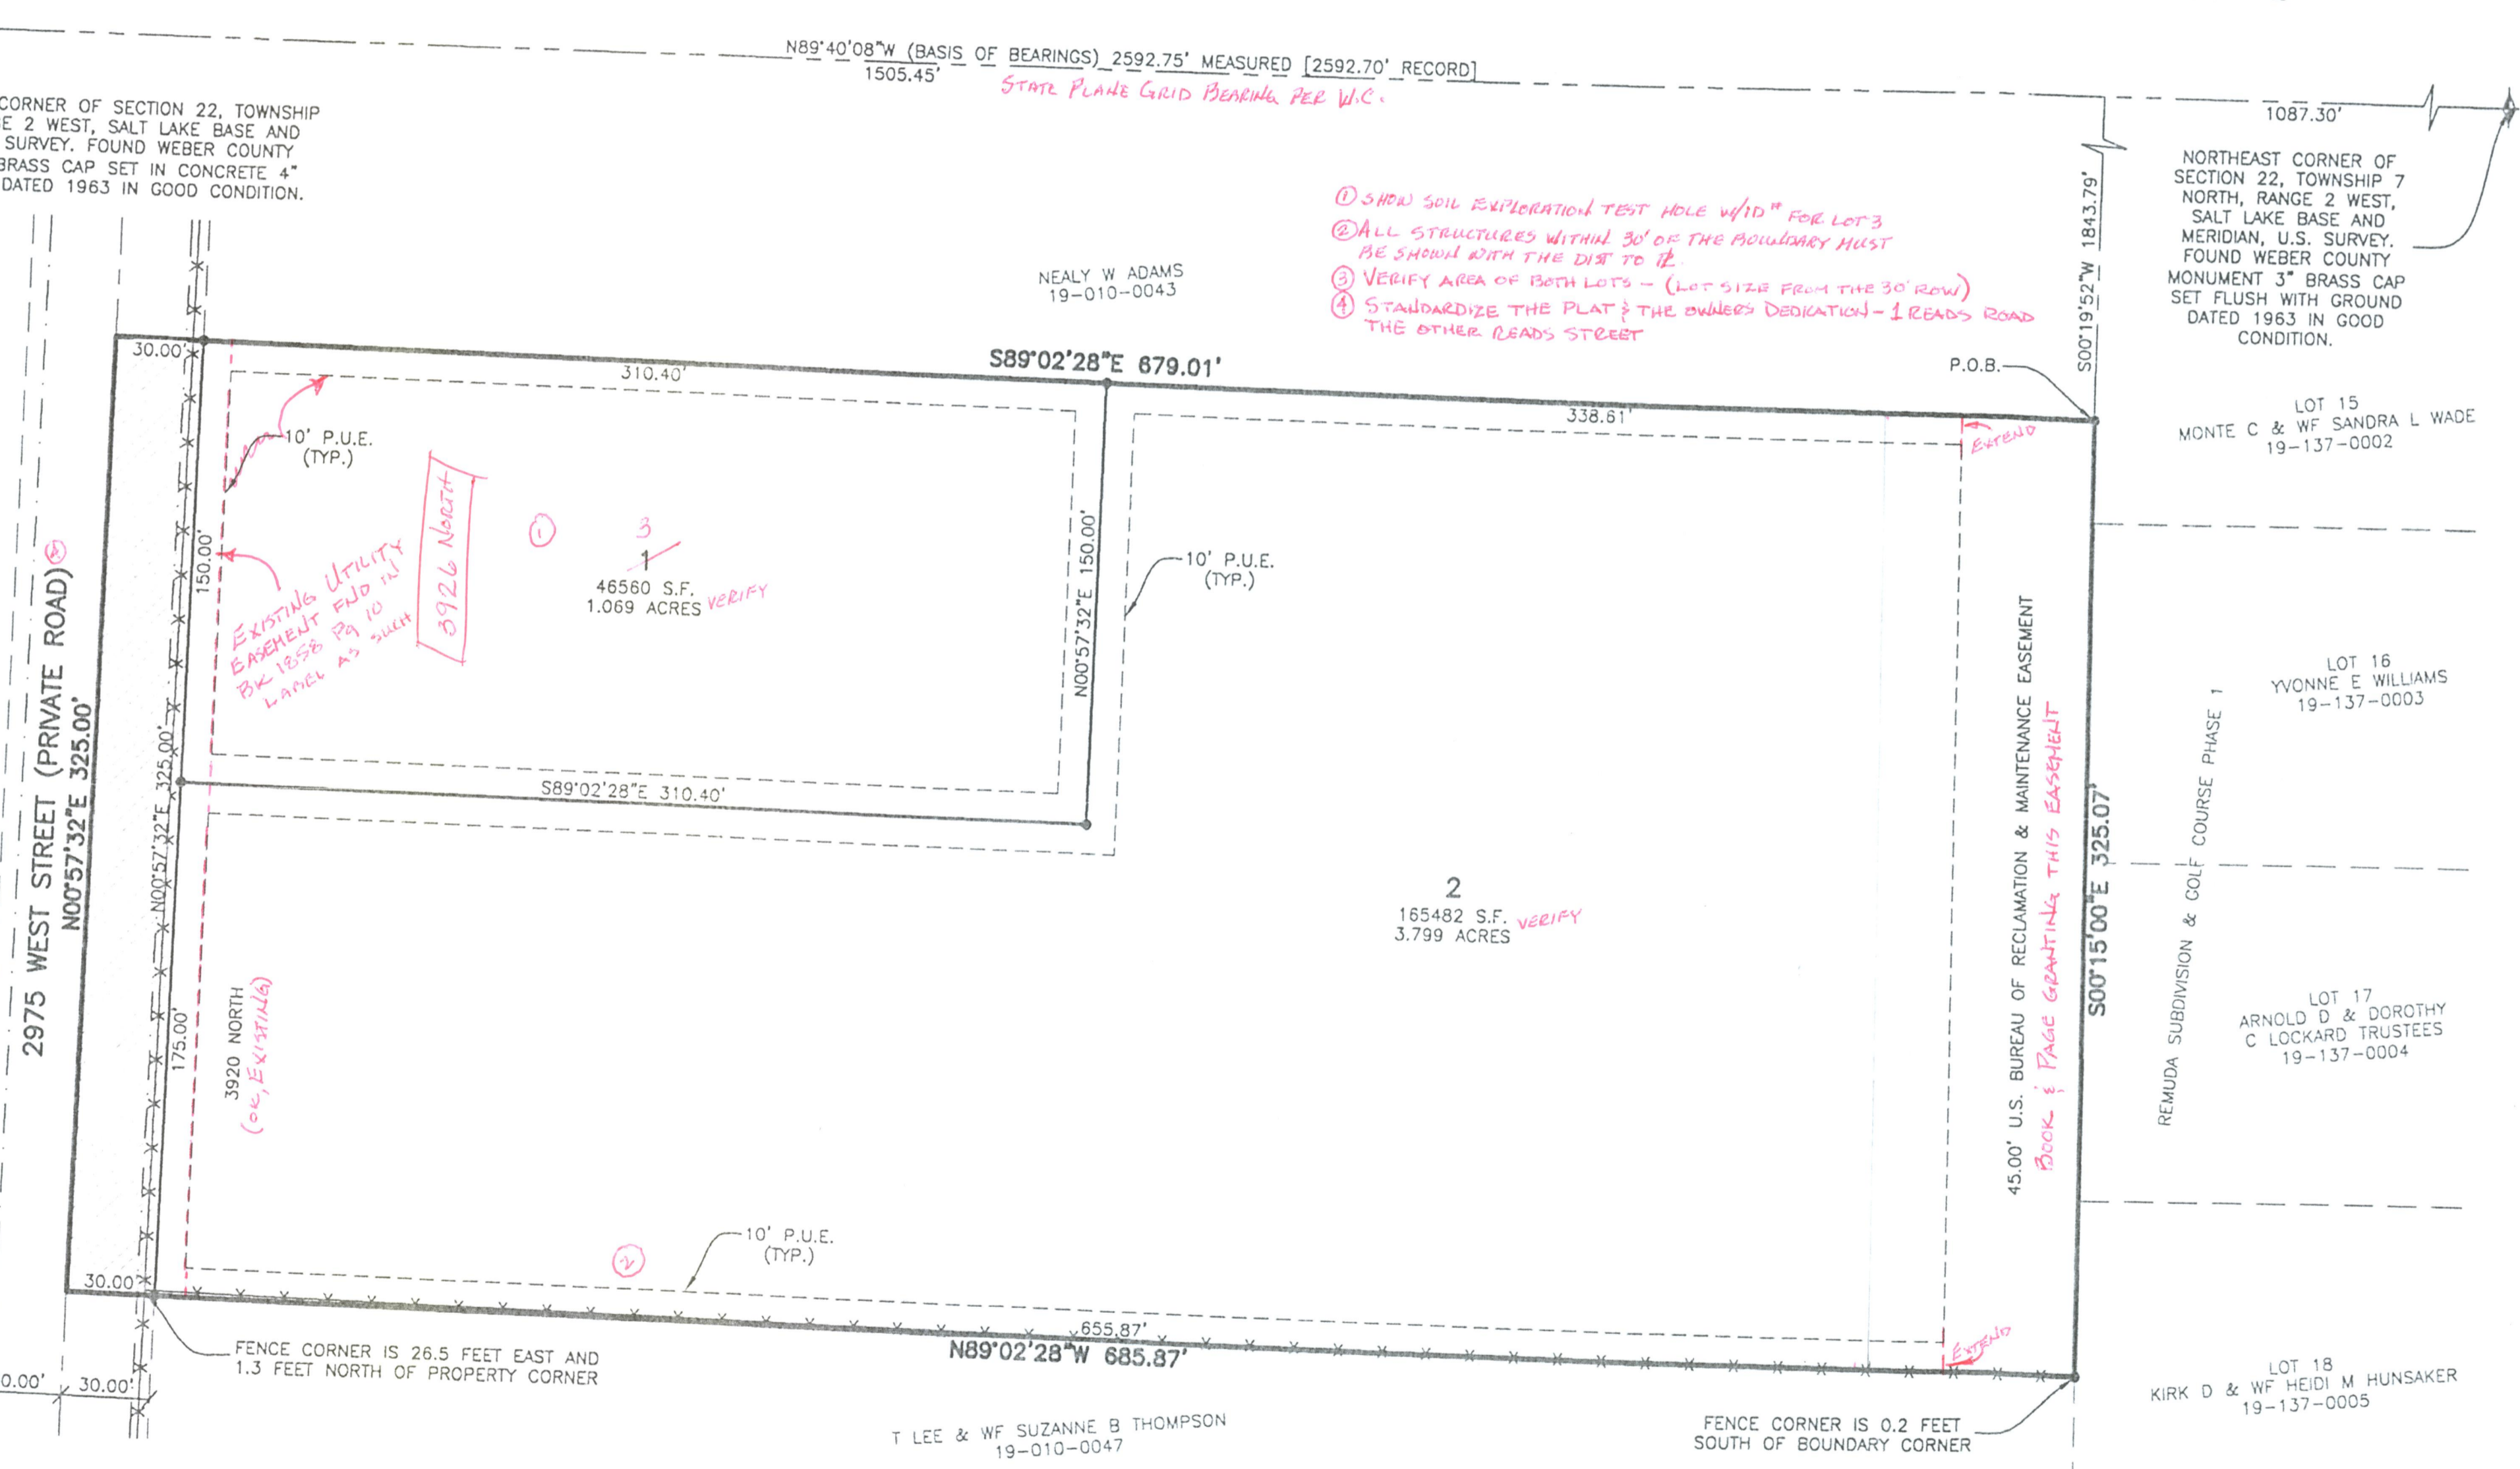 N89°40'08"W (BASIS OF BEARINGS) 2592.75' MEASURED [2592.70' RECORD]
1505.45'
STATE PLANE GRID BEARING PER W.C.
1087.30'
CORNER OF SECTION 22, TOWNSHIP
E 2 WEST, SALT LAKE BASE AND
SURVEY. FOUND WEBER COUNTY
BRASS CAP SET IN CONCRETE 4"
DATED 1963 IN GOOD CONDITION.
NORTHEAST CORNER OF
SECTION 22, TOWNSHIP 7
NORTH, RANGE 2 WEST,
SALT LAKE BASE AND
MERIDIAN, U.S. SURVEY.
FOUND WEBER COUNTY
MONUMENT 3" BRASS CAP
SET FLUSH WITH GROUND
DATED 1963 IN GOOD
CONDITION.
S00°19'52"W 1843.79'
① SHOW SOIL EXPLORATION TEST HOLE W/ID# FOR LOT 3
② ALL STRUCTURES WITHIN 30' OF THE BOUNDARY MUST
BE SHOWN WITH THE DIST TO PL.
③ VERIFY AREA OF BOTH LOTS - (LOT SIZE FROM THE 30' ROW)
④ STANDARDIZE THE PLAT & THE OWNERS DEDICATION - 1 READS ROAD
THE OTHER READS STREET
NEALY W ADAMS
19-010-0043
30.00'
S89°02'28"E 679.01'
310.40'
338.61'
P.O.B.
EXTEND
LOT 15
MONTE C & WF SANDRA L WADE
19-137-0002
10' P.U.E.
(TYP.)
3926 NORTH
①
3
1
46560 S.F.
1.069 ACRES VERIFY
150.00'
EXISTING UTILITY
EASEMENT FND IN
BK 1858 Pg 10
LABEL AS SUCH
N00°57'32"E 150.00'
10' P.U.E.
(TYP.)
2975 WEST STREET (PRIVATE ROAD) ④
N00°57'32"E 325.00'
N00°57'32"E 325.00'
S89°02'28"E 310.40'
175.00'
3920 NORTH
(OK, EXISTING)
2
165482 S.F. VERIFY
3.799 ACRES
45.00' U.S. BUREAU OF RECLAMATION & MAINTENANCE EASEMENT
BOOK & PAGE GRANTING THIS EASEMENT
S00°15'00"E 325.07'
REMUDA SUBDIVISION & GOLF COURSE PHASE 1
LOT 16
YVONNE E WILLIAMS
19-137-0003
LOT 17
ARNOLD D & DOROTHY
C LOCKARD TRUSTEES
19-137-0004
②
10' P.U.E.
(TYP.)
30.00'
655.87'
N89°02'28"W 685.87'
EXTEND
FENCE CORNER IS 26.5 FEET EAST AND
1.3 FEET NORTH OF PROPERTY CORNER
0.00'
30.00'
T LEE & WF SUZANNE B THOMPSON
19-010-0047
FENCE CORNER IS 0.2 FEET
SOUTH OF BOUNDARY CORNER
LOT 18
KIRK D & WF HEIDI M HUNSAKER
19-137-0005